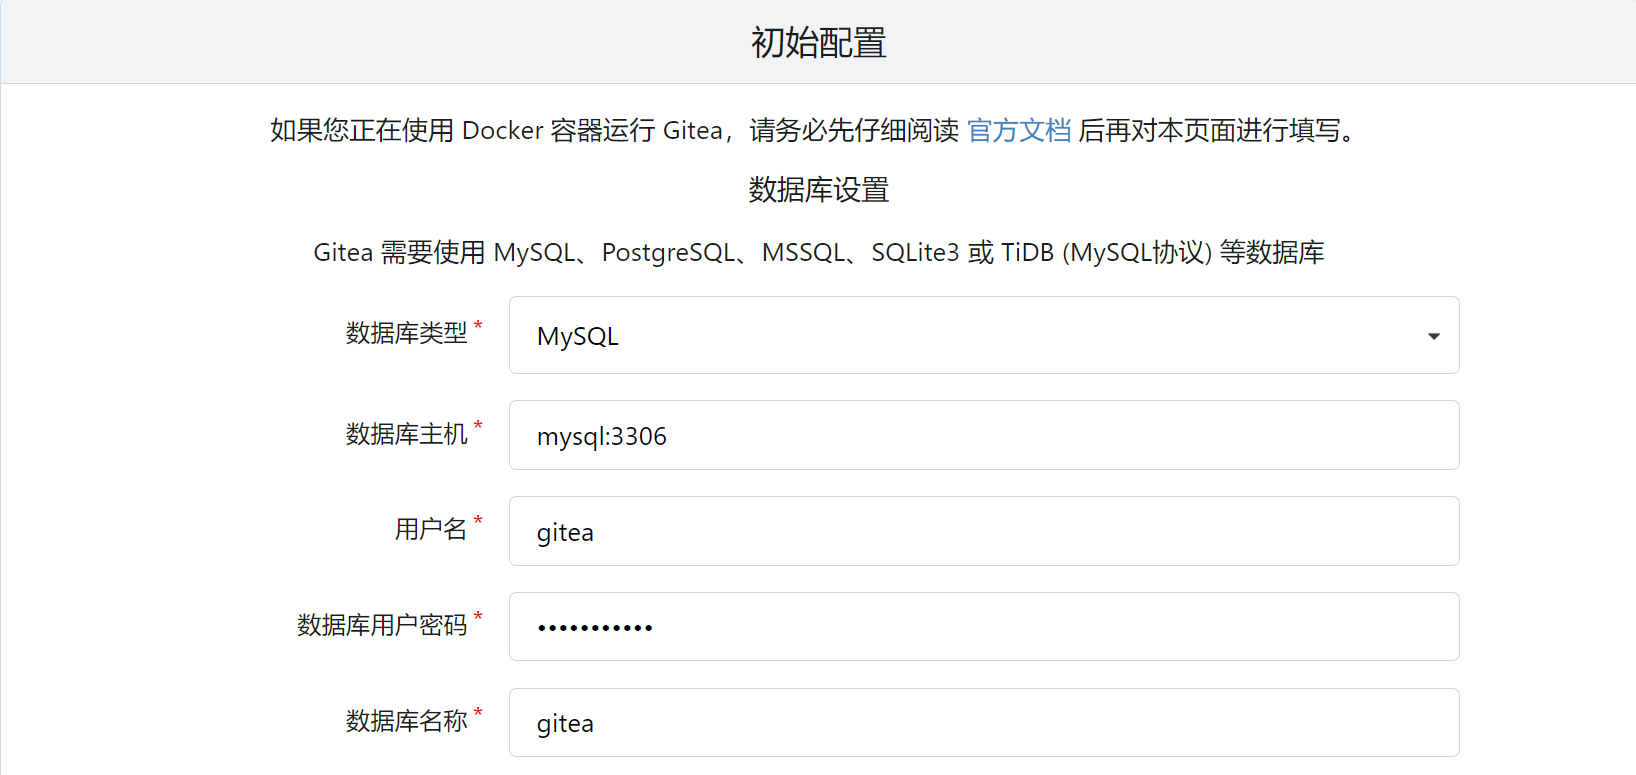 初始配置
如果您正在使用 Docker 容器运行 Gitea，请务必先仔细阅读 官方文档 后再对本页面进行填写。
数据库设置
Gitea 需要使用 MySQL、PostgreSQL、MSSQL、SQLite3 或 TiDB (MySQL协议) 等数据库
数据库类型* MySQL
数据库主机* mysql:3306
用户名* gitea
数据库用户密码* •••••••••••
数据库名称* gitea